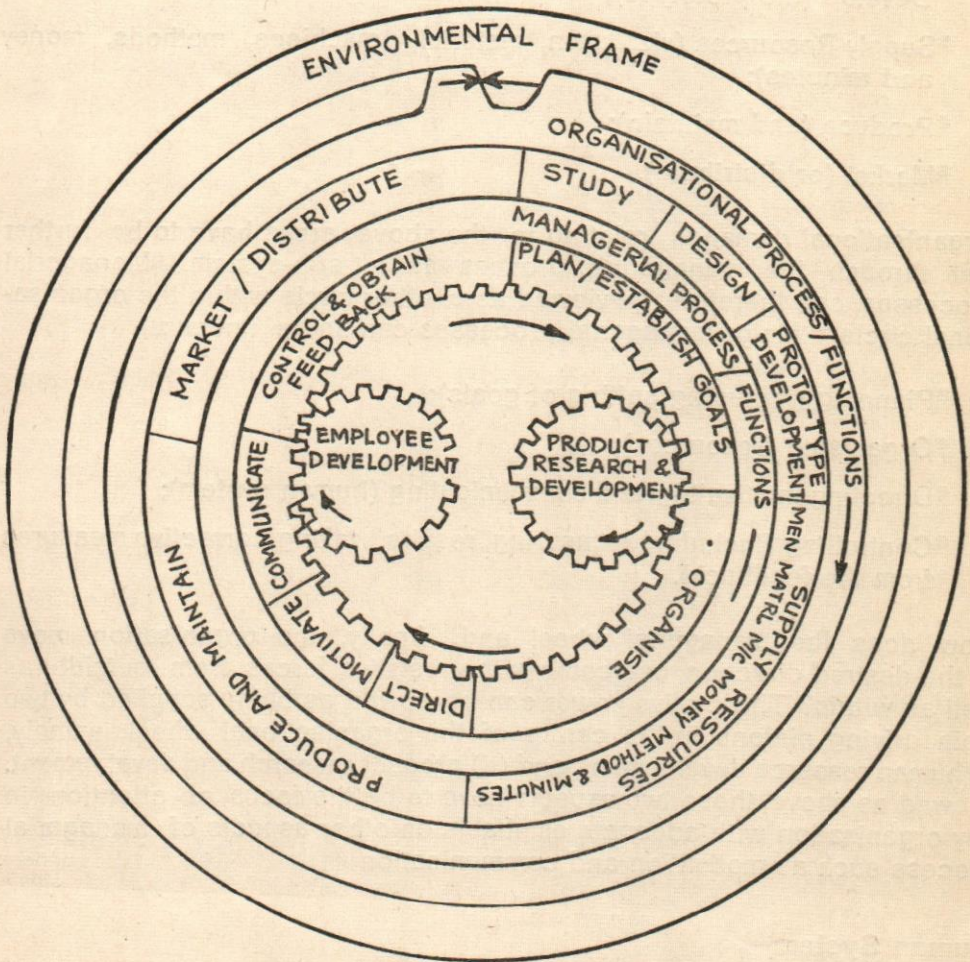 ENVIRONMENTAL FRAME
ORGANISATIONAL PROCESS/FUNCTIONS
MARKET / DISTRIBUTE
STUDY
DESIGN
PROTO-TYPE
DEVELOPMENT
SUPPLY RESOURCES
MEN MATRL M/C MONEY METHOD & MINUTES
PRODUCE AND MAINTAIN
MANAGERIAL PROCESS/ FUNCTIONS
PLAN/ESTABLISH GOALS
ORGANISE
DIRECT
MOTIVATE
COMMUNICATE
CONTROL & OBTAIN
FEED BACK
EMPLOYEE
DEVELOPMENT
PRODUCT
RESEARCH &
DEVELOPMENT